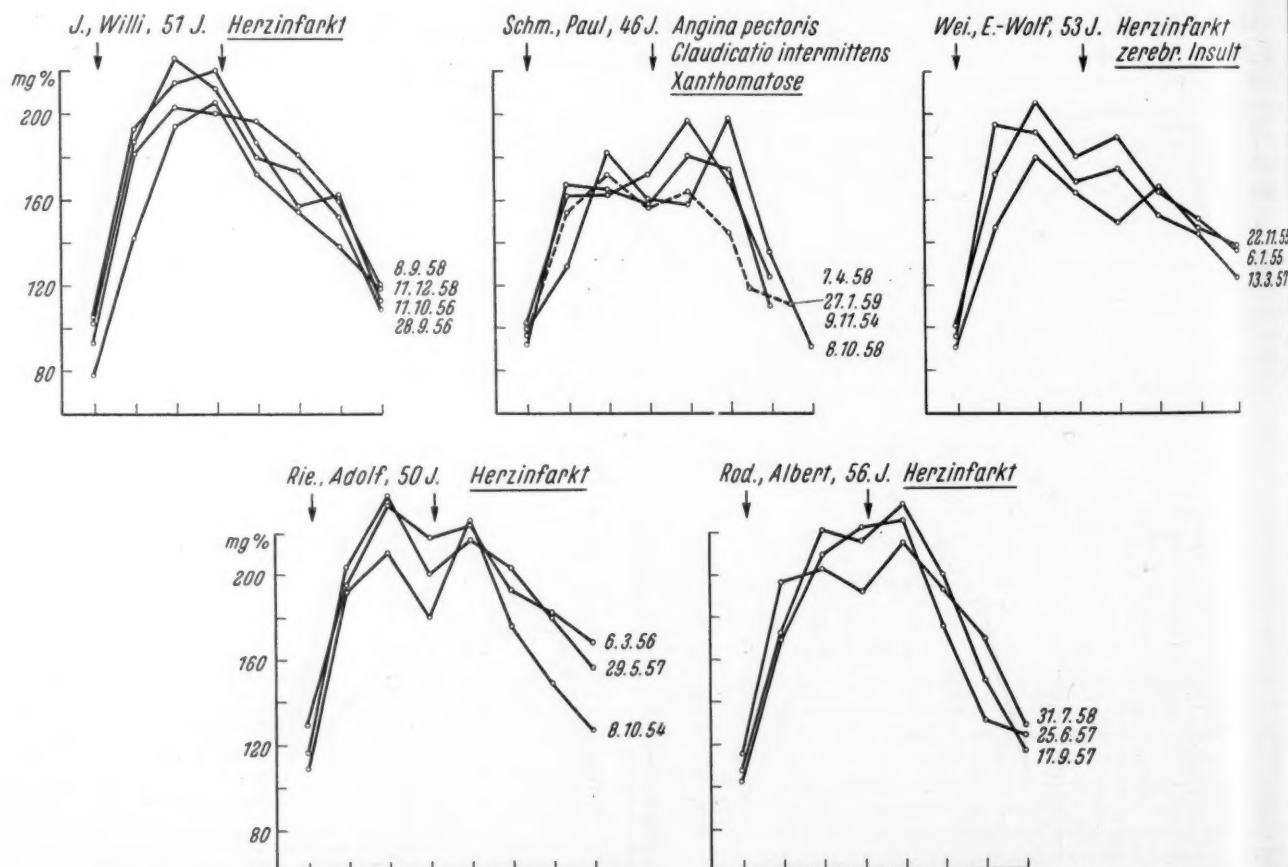 J., Willi, 51 J. Herzinfarkt
mg %
200
160
120
80
8.9.58
11.12.58
11.10.56
28.9.56
Schm., Paul, 46 J. Angina pectoris
Claudicatio intermittens
Xanthomatose
7.4.58
27.1.59
9.11.54
8.10.58
Wei., E.-Wolf, 53 J. Herzinfarkt
zerebr. Insult
22.11.55
6.1.55
13.3.57
Rie., Adolf, 50 J. Herzinfarkt
mg %
200
160
120
80
6.3.56
29.5.57
8.10.54
Rod., Albert, 56. J. Herzinfarkt
31.7.58
25.6.57
17.9.57